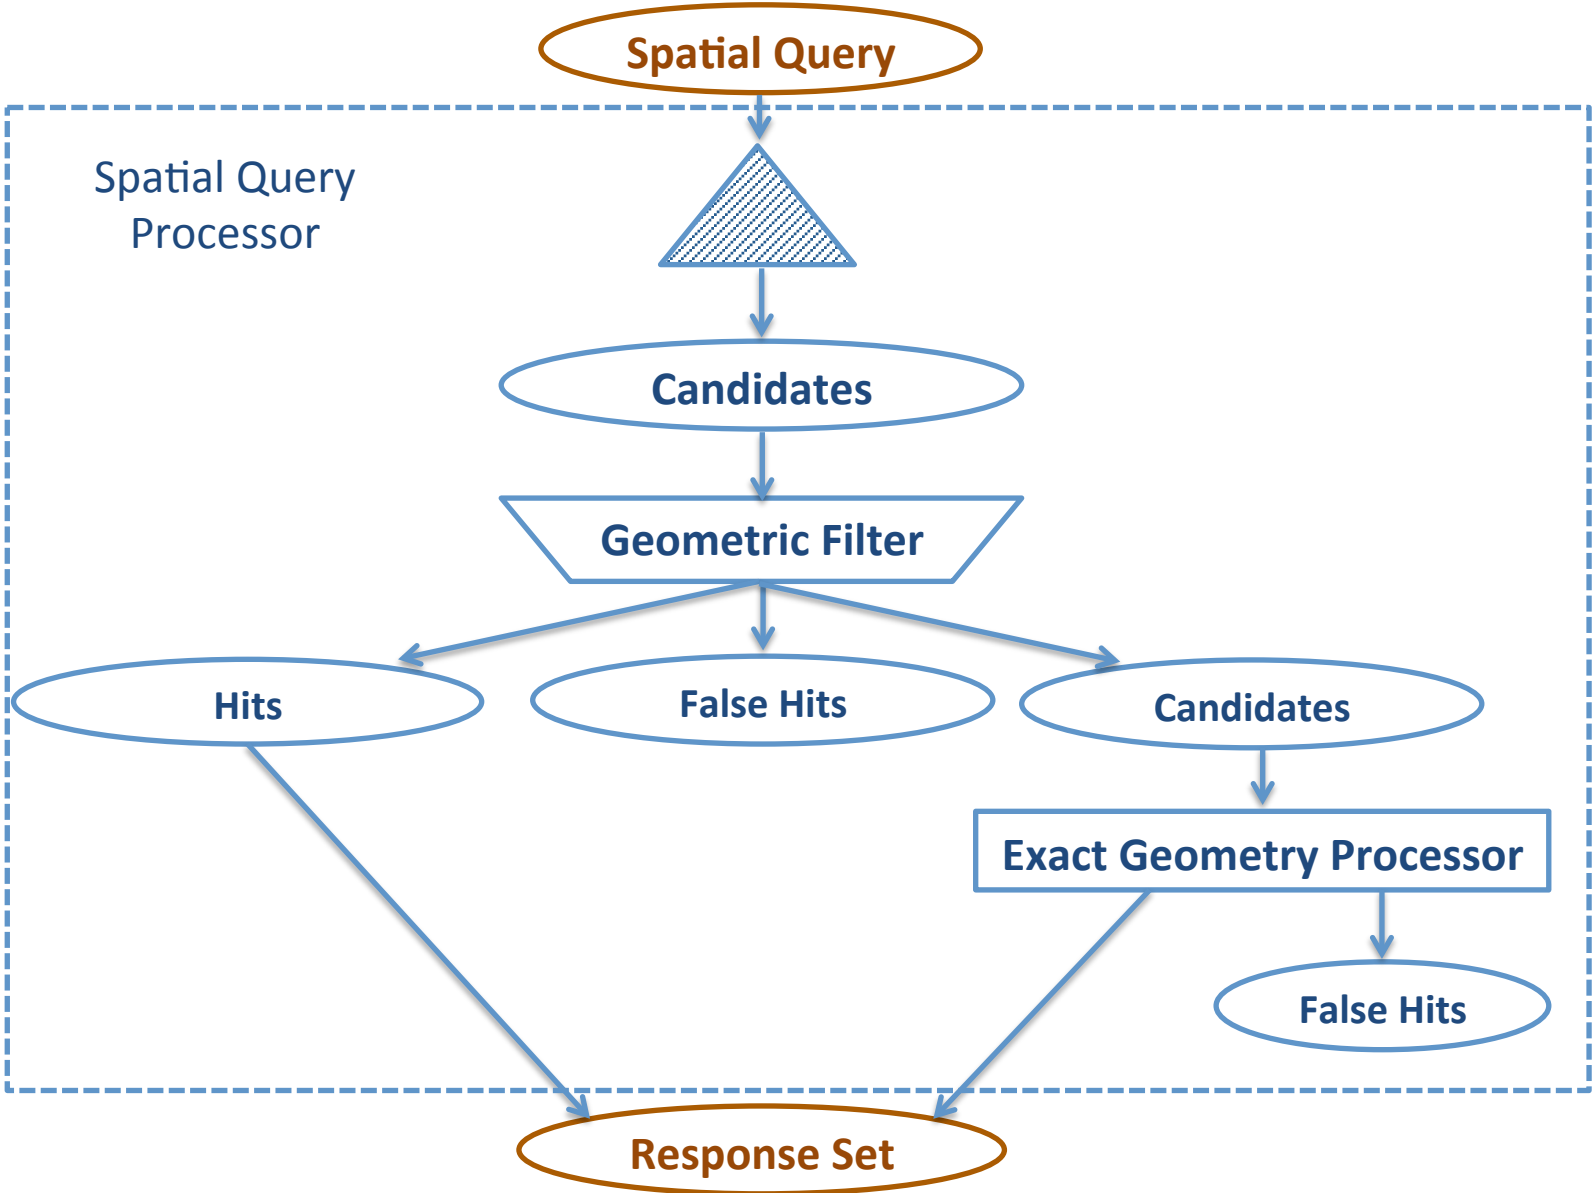 Spatial Query
Spatial Query
Processor
Candidates
Geometric Filter
Hits
False Hits
Candidates
Exact Geometry Processor
False Hits
Response Set